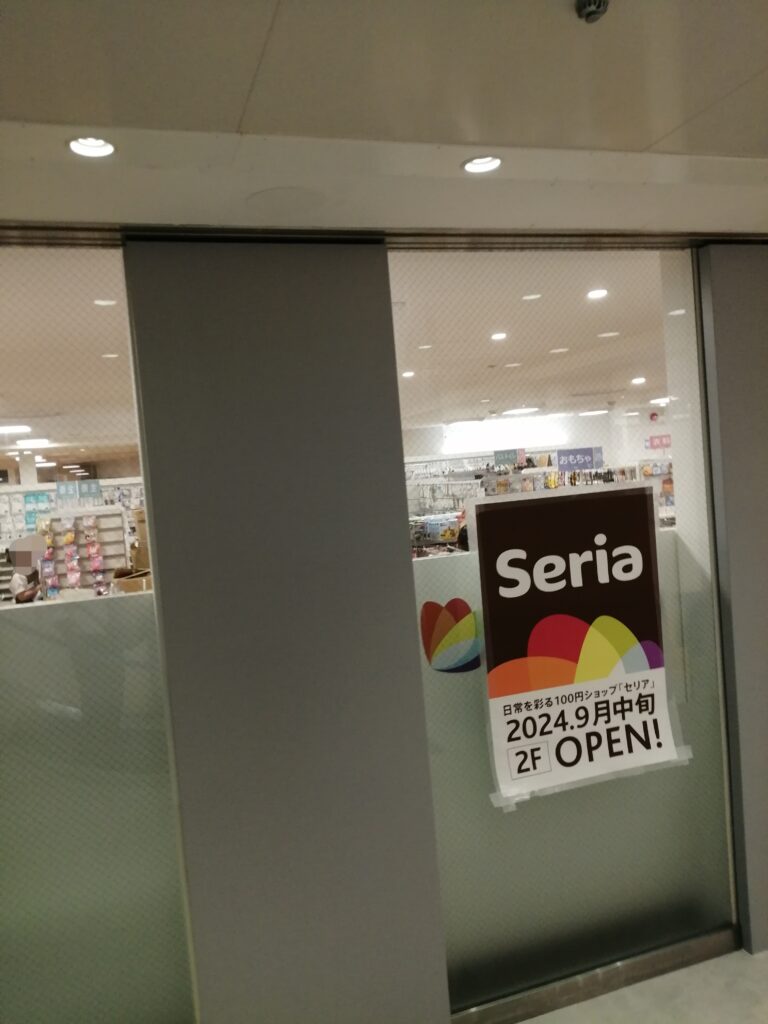 おもちゃ
Seria
日常を彩る100円ショップ「セリア」
2024.9月中旬
2F OPEN!